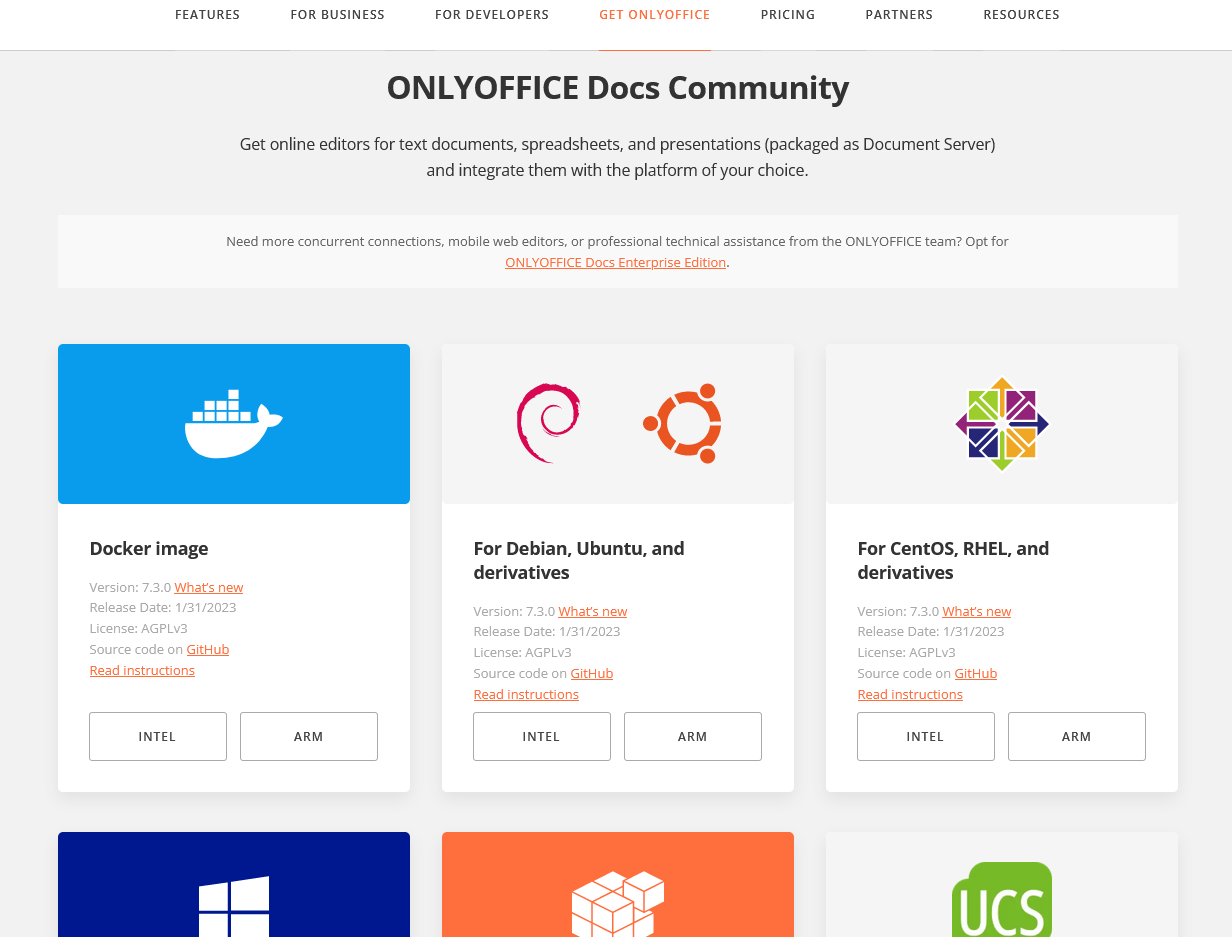 FEATURES FOR BUSINESS FOR DEVELOPERS GET ONLYOFFICE PRICING PARTNERS RESOURCES
ONLYOFFICE Docs Community
Get online editors for text documents, spreadsheets, and presentations (packaged as Document Server)
and integrate them with the platform of your choice.
Need more concurrent connections, mobile web editors, or professional technical assistance from the ONLYOFFICE team? Opt for
ONLYOFFICE Docs Enterprise Edition.
Docker image
Version: 7.3.0 What's new
Release Date: 1/31/2023
License: AGPLv3
Source code on GitHub
Read instructions
INTEL ARM
For Debian, Ubuntu, and
derivatives
Version: 7.3.0 What's new
Release Date: 1/31/2023
License: AGPLv3
Source code on GitHub
Read instructions
INTEL ARM
For CentOS, RHEL, and
derivatives
Version: 7.3.0 What's new
Release Date: 1/31/2023
License: AGPLv3
Source code on GitHub
Read instructions
INTEL ARM
UCS